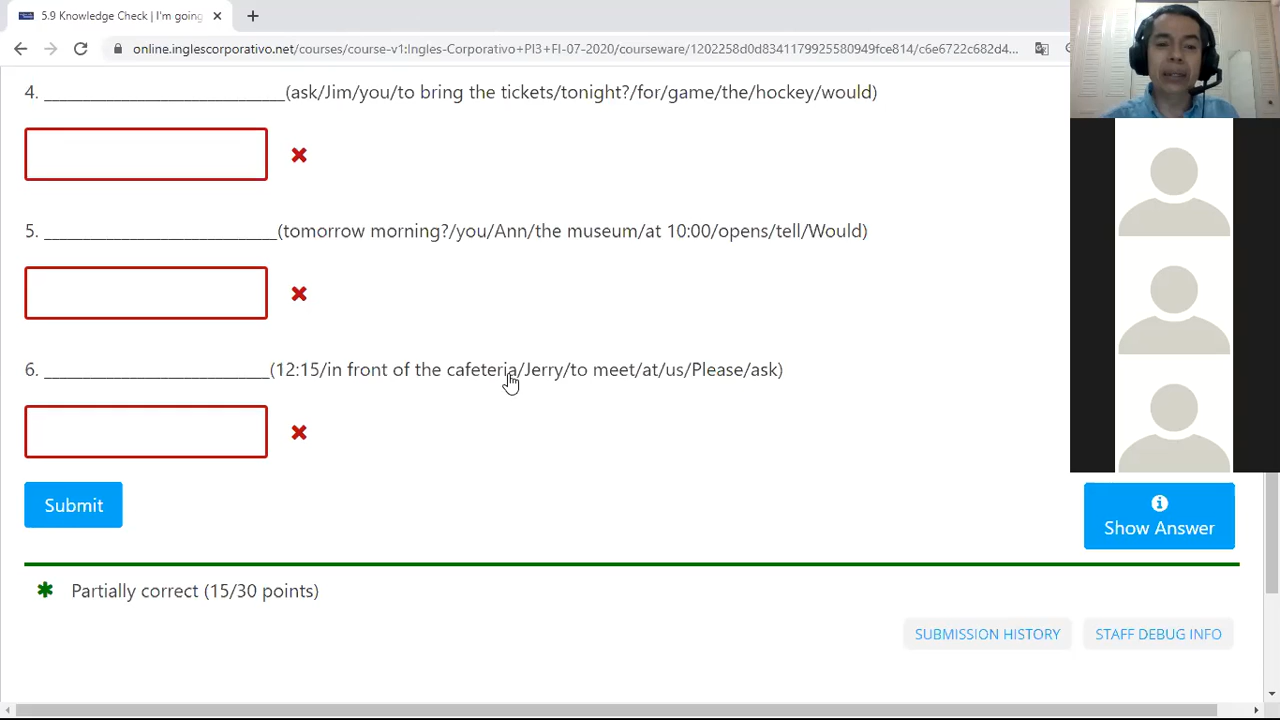 5.9 Knowledge Check | I'm going
online.inglescorporativo.net/courses/course-v1:Ingles-Corporativo+PI3+FI-07-2020/courseware/1202258d0d8341179925580949fce814/c6e6722c682d4...
4. ___________________________(ask/Jim/you/to bring the tickets/tonight?/for/game/the/hockey/would)
5. __________________________(tomorrow morning?/you/Ann/the museum/at 10:00/opens/tell/Would)
6. _________________________(12:15/in front of the cafeteria/Jerry/to meet/at/us/Please/ask)
Submit
Show Answer
Partially correct (15/30 points)
SUBMISSION HISTORY
STAFF DEBUG INFO